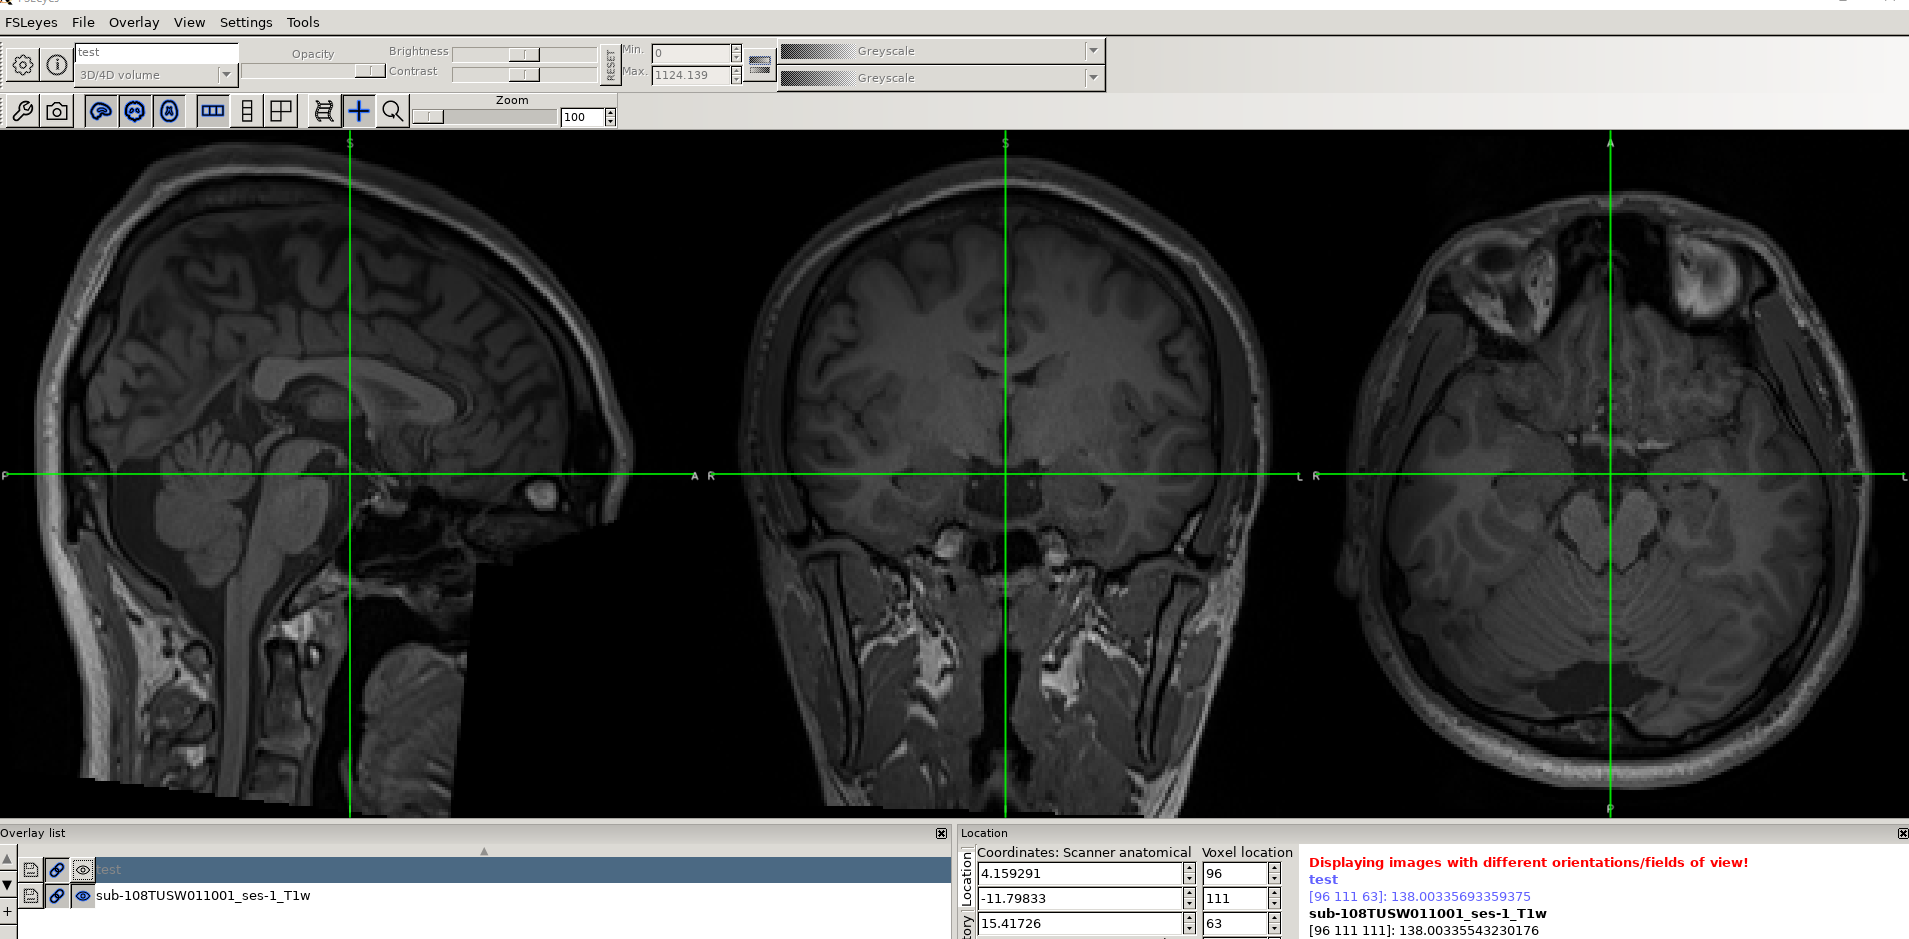 FSLeyes
FSLeyes File Overlay View Settings Tools
test
3D/4D volume
Opacity
Brightness
Contrast
RESET
Min. 0
Max. 1124.139
Greyscale
Greyscale
Zoom
100
S
S
A
P
A
R
L
R
L
P
Overlay list
test
sub-108TUSW011001_ses-1_T1w
Location
Location
tory
Coordinates: Scanner anatomical
Voxel location
4.159291
96
-11.79833
111
15.41726
63
Displaying images with different orientations/fields of view!
test
[96 111 63]: 138.00335693359375
sub-108TUSW011001_ses-1_T1w
[96 111 111]: 138.00335543230176